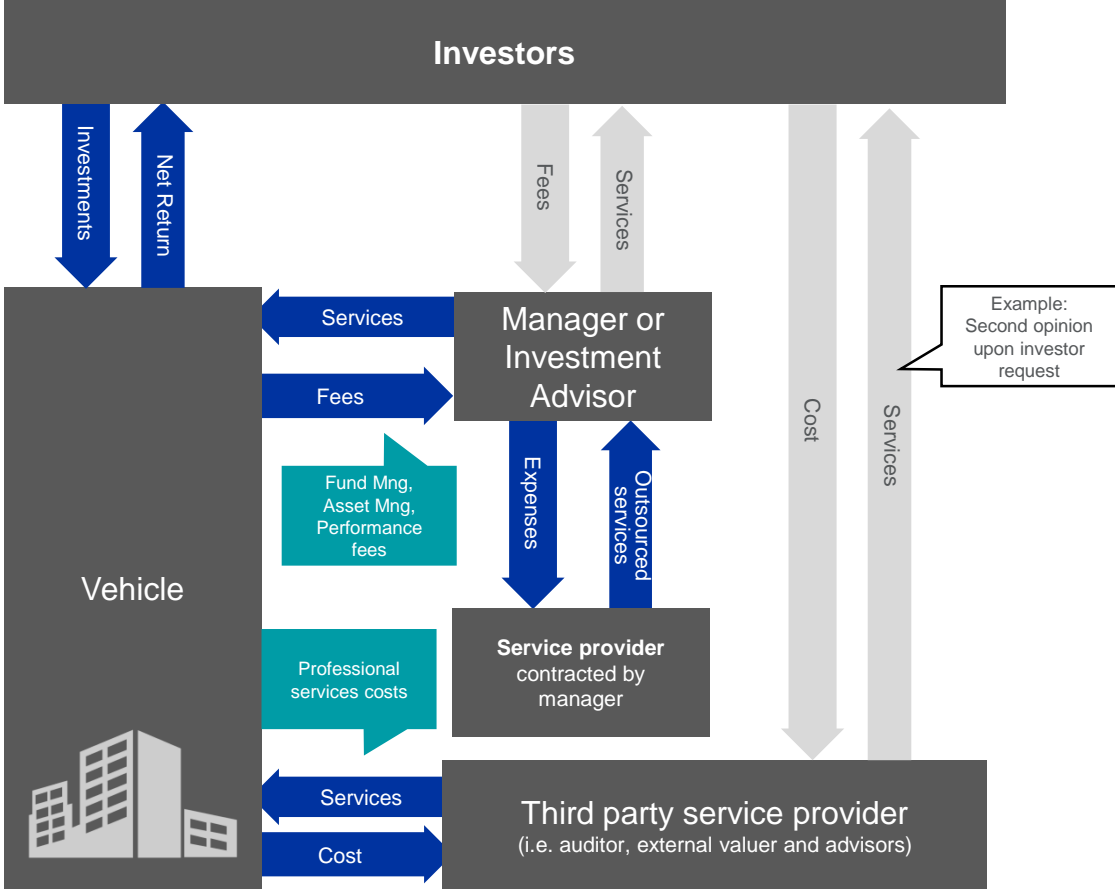 Investors
Investments
Net Return
Fees
Services
Services
Manager or
Investment
Advisor
Example:
Second opinion
upon investor
request
Fees
Cost
Services
Fund Mng,
Asset Mng,
Performance
fees
Expenses
Outsourced
services
Vehicle
Professional
services costs
Service provider
contracted by
manager
Services
Cost
Third party service provider
(i.e. auditor, external valuer and advisors)